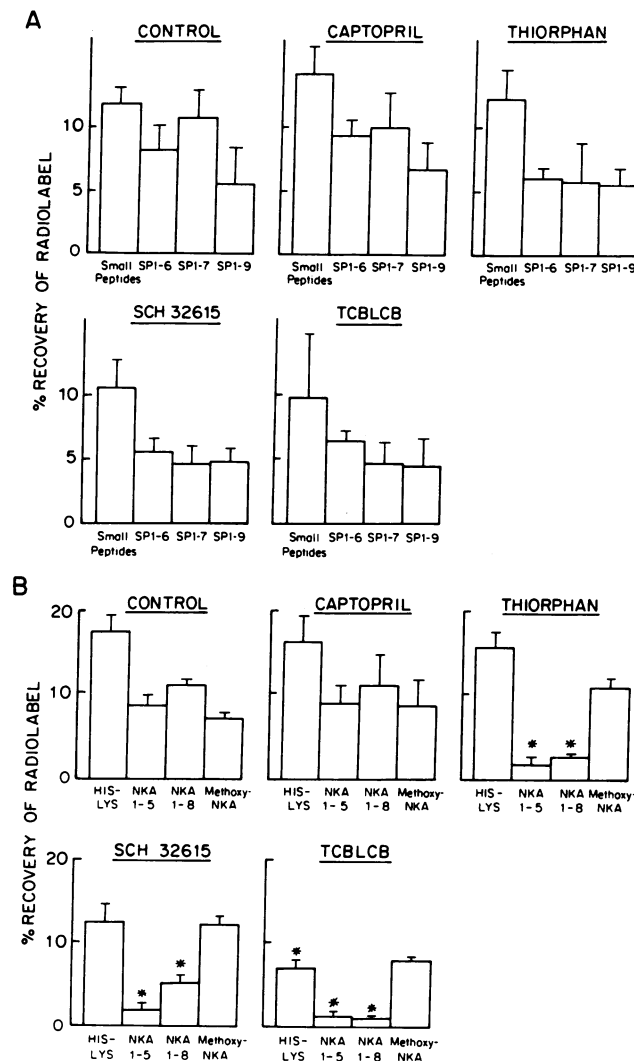 A
CONTROL
CAPTOPRIL
THIORPHAN
% RECOVERY OF RADIOLABEL
10
5
0
Small Peptides SP1-6 SP1-7 SP1-9
Small Peptides SP1-6 SP1-7 SP1-9
Small Peptides SP1-6 SP1-7 SP1-9
SCH 32615
TCBLCB
10
5
0
Small Peptides SP1-6 SP1-7 SP1-9
Small Peptides SP1-6 SP1-7 SP1-9
B
CONTROL
CAPTOPRIL
THIORPHAN
% RECOVERY OF RADIOLABEL
20
10
0
* *
HIS-LYS NKA 1-5 NKA 1-8 Methoxy-NKA
HIS-LYS NKA 1-5 NKA 1-8 Methoxy-NKA
HIS-LYS NKA 1-5 NKA 1-8 Methoxy-NKA
SCH 32615
TCBLCB
20
10
0
* *
* * *
HIS-LYS NKA 1-5 NKA 1-8 Methoxy-NKA
HIS-LYS NKA 1-5 NKA 1-8 Methoxy-NKA